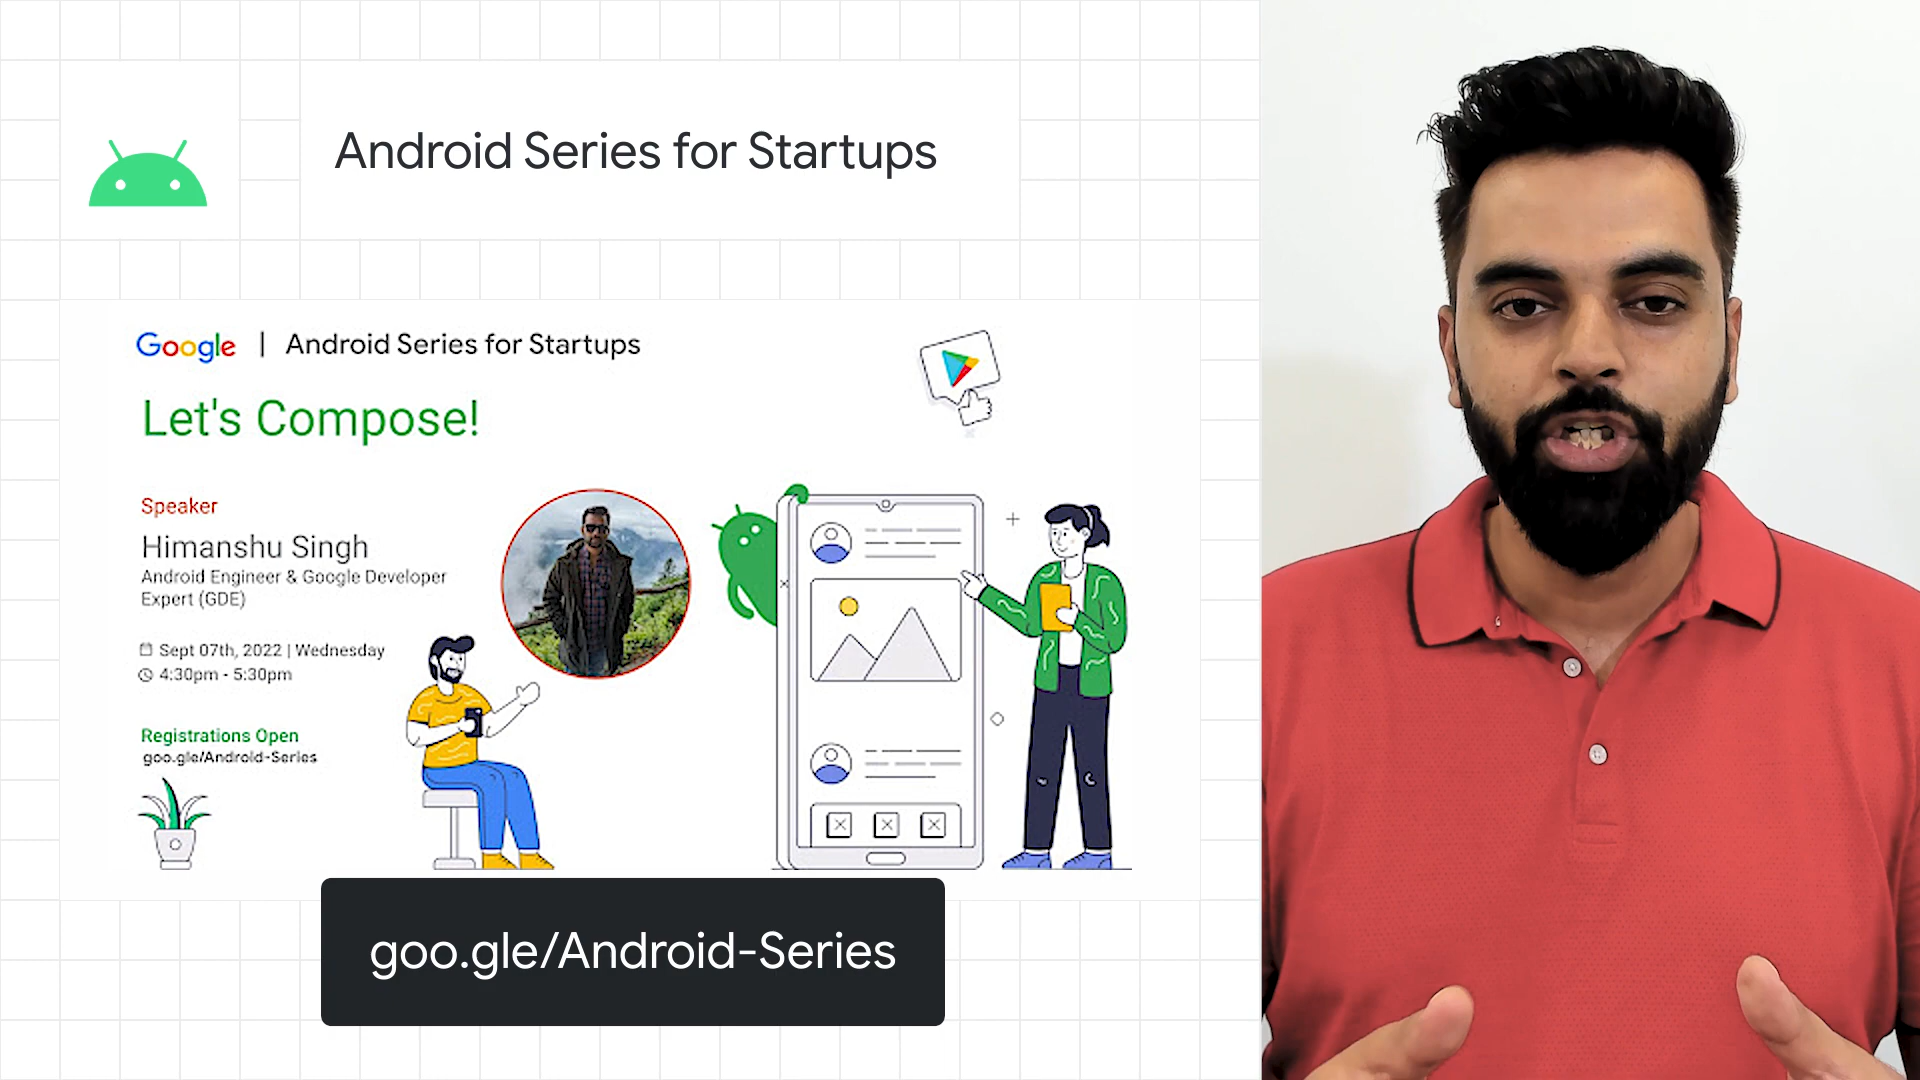 Android Series for Startups
Google | Android Series for Startups
Let's Compose!
Speaker
Himanshu Singh
Android Engineer & Google Developer
Expert (GDE)
Sept 07th, 2022 | Wednesday
4:30pm - 5:30pm
Registrations Open
goo.gle/Android-Series
goo.gle/Android-Series